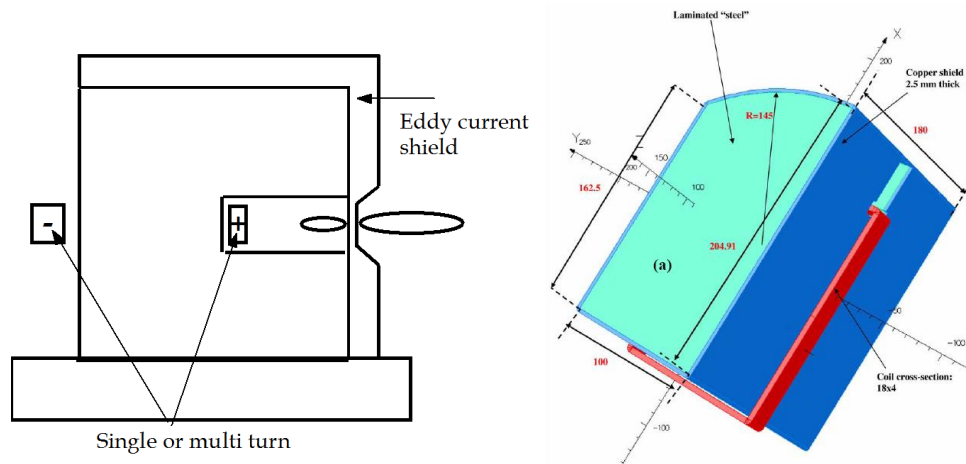 Eddy current
shield
-
+
Single or multi turn
Laminated “steel”
X
200
Copper shield
2.5 mm thick
R=145
180
Y
250
200
150
100
162.5
204.91
(a)
-50
-100
100
Coil cross-section:
18x4
-100